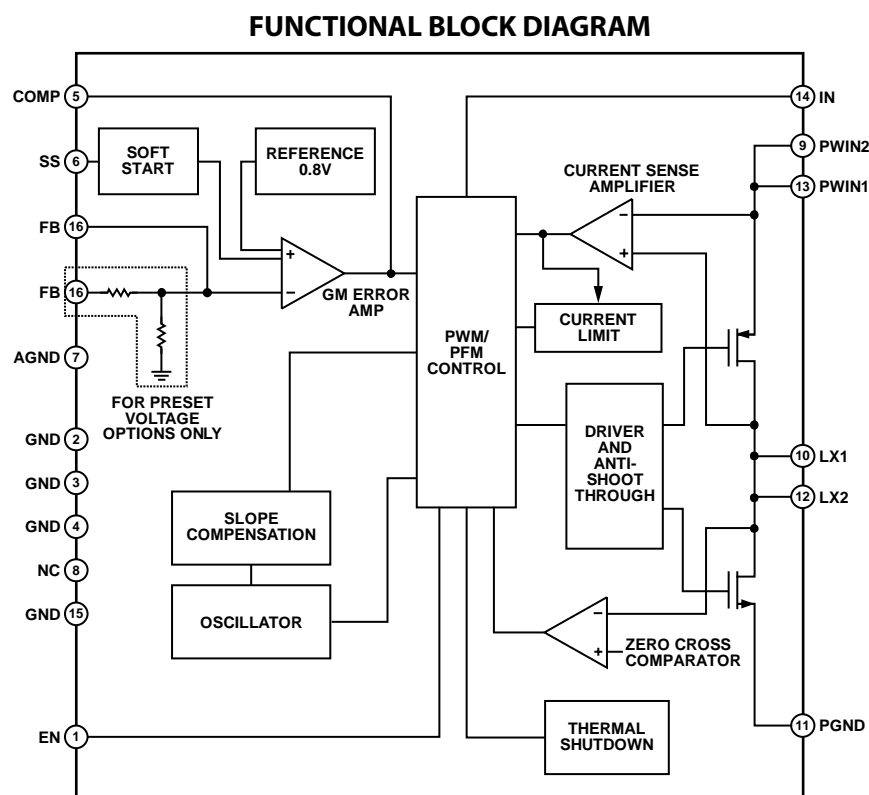 FUNCTIONAL BLOCK DIAGRAM
COMP 5
14 IN
SS 6
SOFT
START
REFERENCE
0.8V
9 PWIN2
CURRENT SENSE
AMPLIFIER
13 PWIN1
FB 16
+
−
GM ERROR
AMP
−
+
FB 16
CURRENT
LIMIT
PWM/
PFM
CONTROL
AGND 7
FOR PRESET
VOLTAGE
OPTIONS ONLY
GND 2
GND 3
GND 4
NC 8
GND 15
DRIVER
AND
ANTI-
SHOOT
THROUGH
10 LX1
12 LX2
SLOPE
COMPENSATION
OSCILLATOR
−
+
ZERO CROSS
COMPARATOR
EN 1
THERMAL
SHUTDOWN
11 PGND